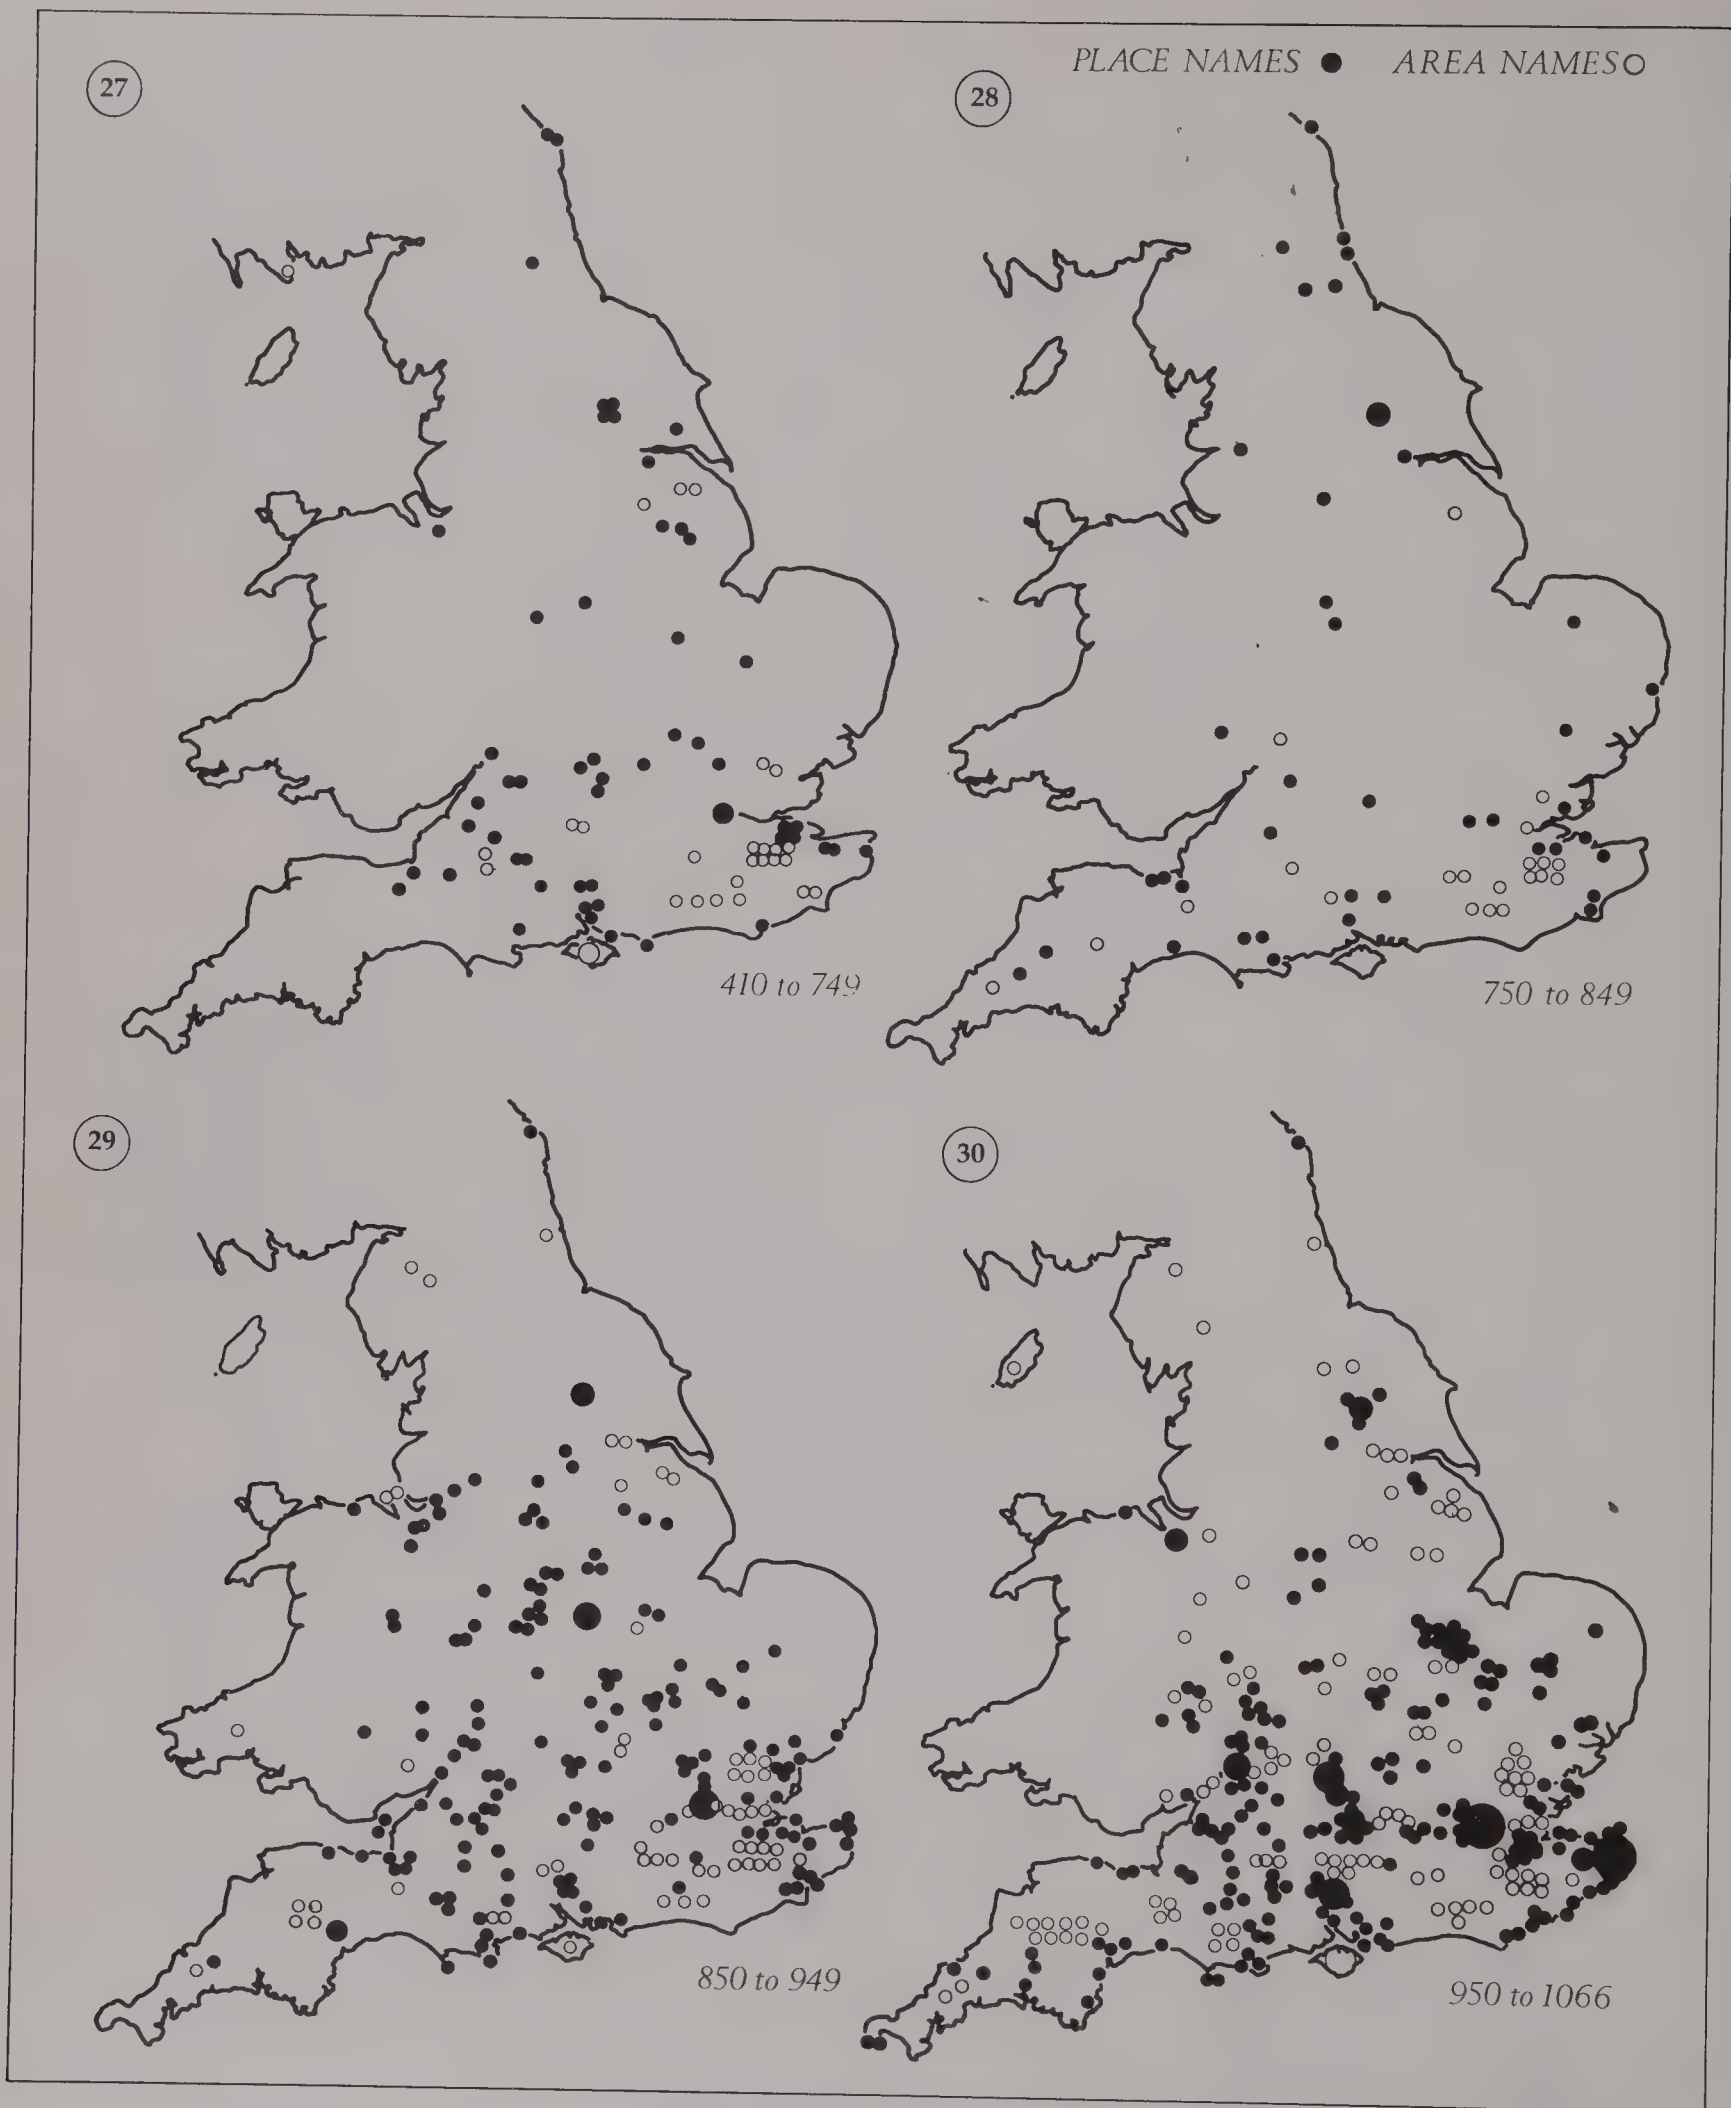 PLACE NAMES AREA NAMES
27
28
410 to 749
750 to 849
29
30
850 to 949
950 to 1066